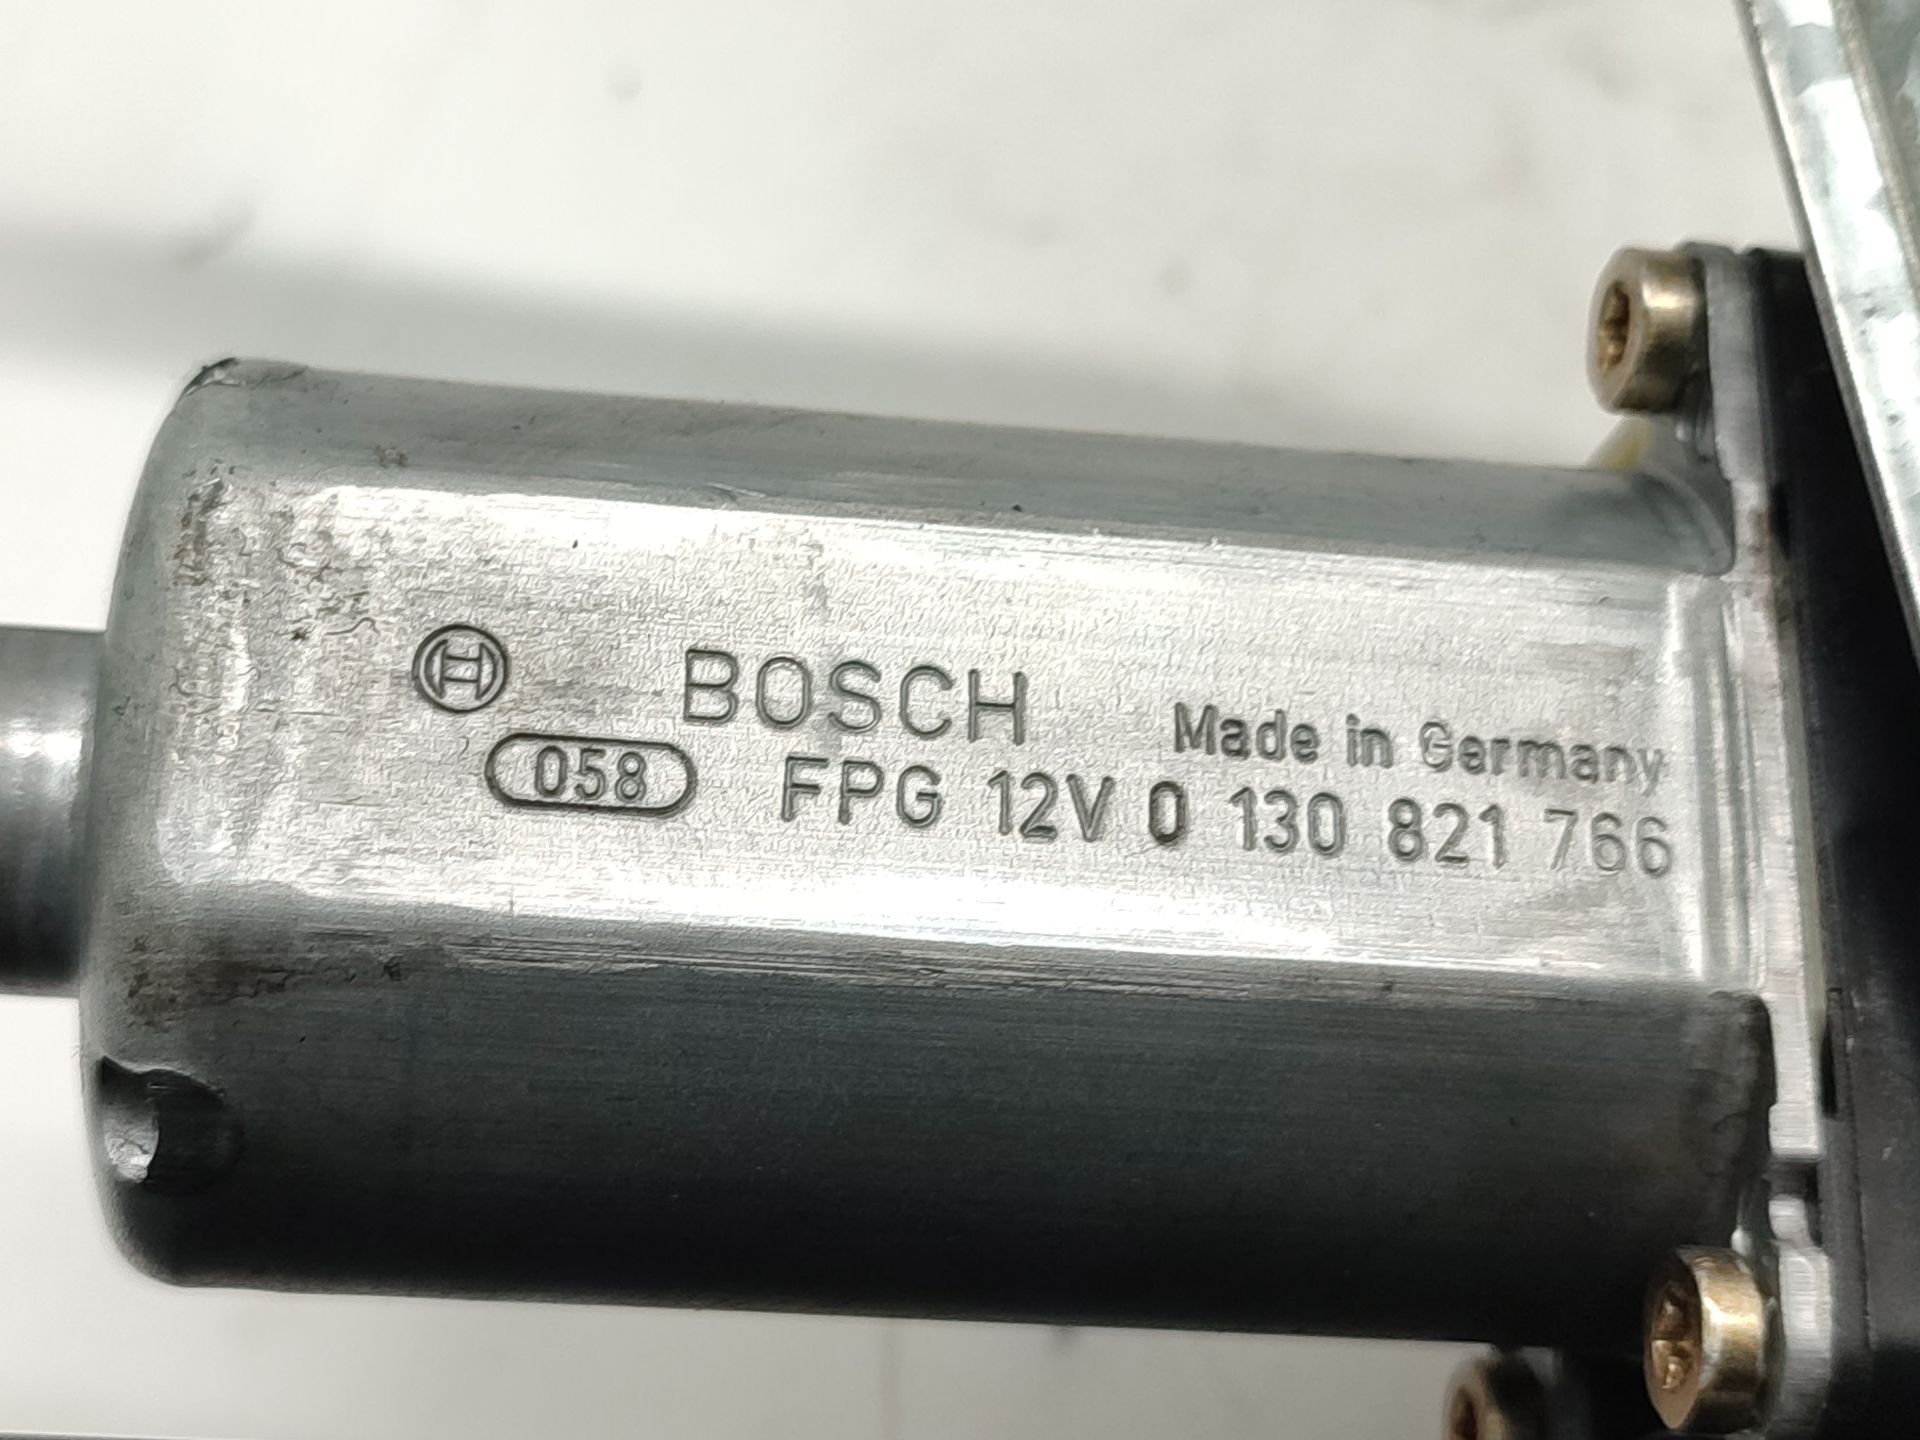 BOSCH Made in Germany
058 FPG 12V 0 130 821 766